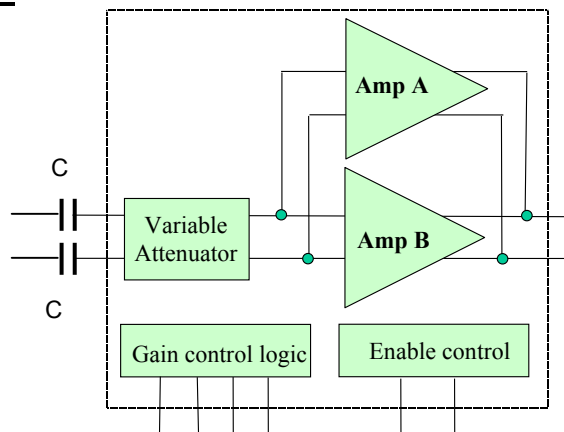 Amp A
C
Variable
Attenuator
Amp B
C
Gain control logic
Enable control